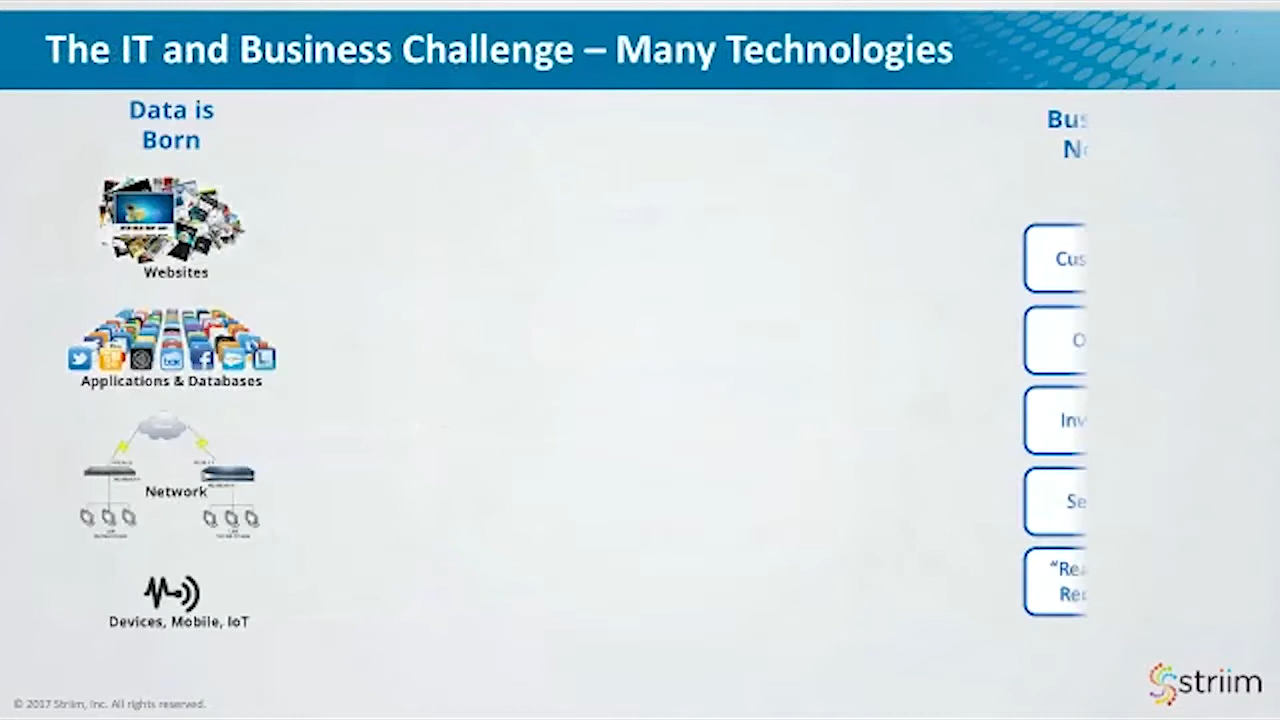 The IT and Business Challenge – Many Technologies
Data is
Born
Websites
Applications & Databases
Network
Devices, Mobile, IoT
Bus
N
Cus
Inv
Se
“Rea
Rec
striim
© 2017 Striim, Inc. All rights reserved.